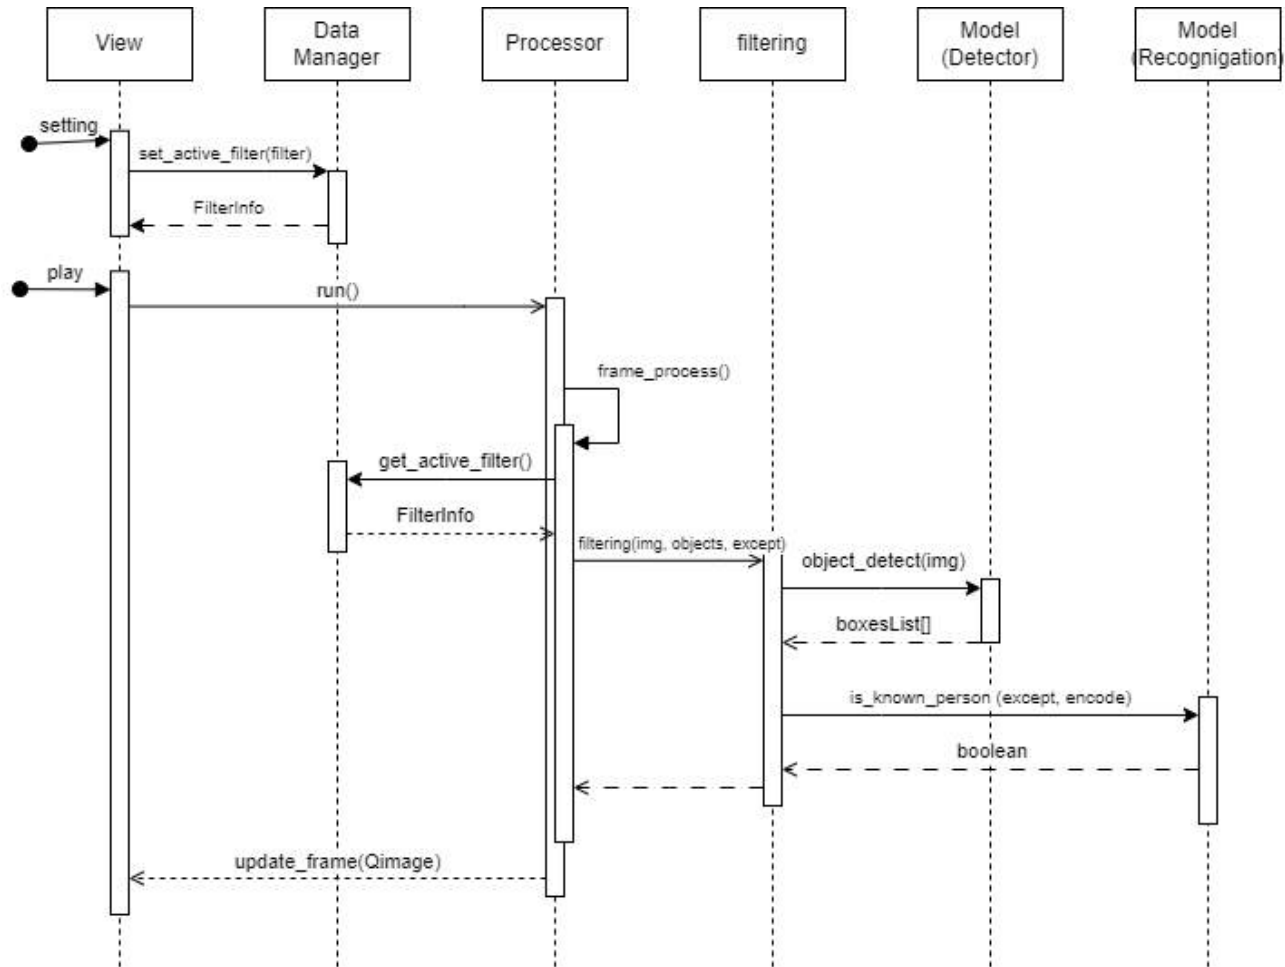 View
Data
Manager
Processor
filtering
Model
(Detector)
Model
(Recognigation)
setting
set_active_filter(filter)
FilterInfo
play
run()
frame_process()
get_active_filter()
FilterInfo
filtering(img, objects, except)
object_detect(img)
boxesList[]
is_known_person (except, encode)
boolean
update_frame(Qimage)